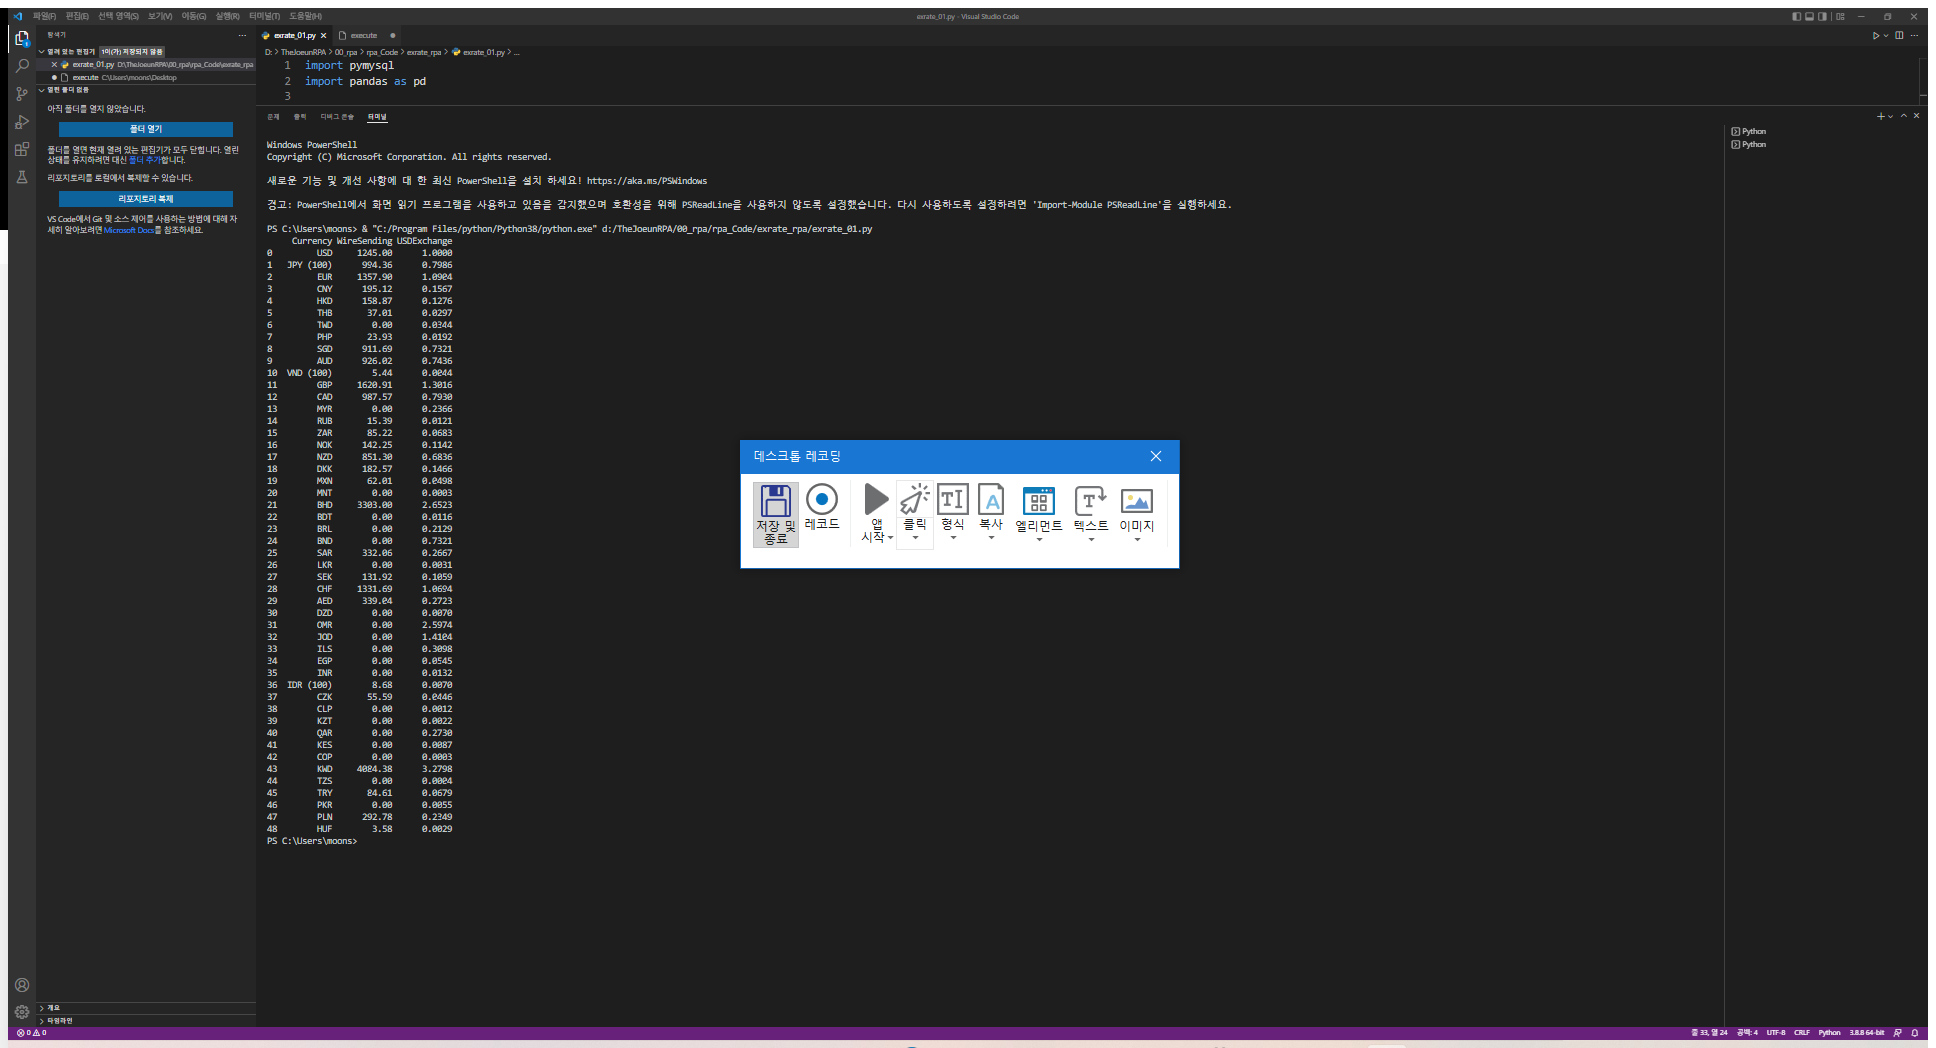 파일(F) 편집(E) 선택 영역(S) 보기(V) 이동(G) 실행(R) 터미널(T) 도움말(H)
exrate_01.py - Visual Studio Code
탐색기
열려 있는 편집기 1이(가) 저장되지 않음
exrate_01.py D:\TheJoeunRPA\00_rpa\rpa_Code\exrate_rpa
execute C:\Users\moons\Desktop
열린 폴더 없음
아직 폴더를 열지 않았습니다.
폴더 열기
폴더를 열면 현재 열려 있는 편집기가 모두 닫힙니다. 열린
상태를 유지하려면 대신 폴더 추가합니다.
리포지토리를 로컬에서 복제할 수 있습니다.
리포지토리 복제
VS Code에서 Git 및 소스 제어를 사용하는 방법에 대해 자
세히 알아보려면 Microsoft Docs를 참조하세요.
개요
타임라인
exrate_01.py execute
D: > TheJoeunRPA > 00_rpa > rpa_Code > exrate_rpa > exrate_01.py > ...
1 import pymysql
2 import pandas as pd
3
문제 출력 디버그 콘솔 터미널
Python
Python
Windows PowerShell
Copyright (C) Microsoft Corporation. All rights reserved.
새로운 기능 및 개선 사항에 대 한 최신 PowerShell을 설치 하세요! https://aka.ms/PSWindows
경고: PowerShell에서 화면 읽기 프로그램을 사용하고 있음을 감지했으며 호환성을 위해 PSReadLine을 사용하지 않도록 설정했습니다. 다시 사용하도록 설정하려면 'Import-Module PSReadLine'을 실행하세요.
PS C:\Users\moons> & "C:/Program Files/python/Python38/python.exe" d:/TheJoeunRPA/00_rpa/rpa_Code/exrate_rpa/exrate_01.py
Currency WireSending USDExchange
0 USD 1245.00 1.0000
1 JPY (100) 994.36 0.7986
2 EUR 1357.90 1.0904
3 CNY 195.12 0.1567
4 HKD 158.87 0.1276
5 THB 37.01 0.0297
6 TWD 0.00 0.0344
7 PHP 23.93 0.0192
8 SGD 911.69 0.7321
9 AUD 926.02 0.7436
10 VND (100) 5.44 0.0044
11 GBP 1620.91 1.3016
12 CAD 987.57 0.7930
13 MYR 0.00 0.2366
14 RUB 15.39 0.0121
15 ZAR 85.22 0.0683
16 NOK 142.25 0.1142
17 NZD 851.30 0.6836
18 DKK 182.57 0.1466
19 MXN 62.01 0.0498
20 MNT 0.00 0.0003
21 BHD 3303.00 2.6523
22 BDT 0.00 0.0116
23 BRL 0.00 0.2129
24 BND 0.00 0.7321
25 SAR 332.06 0.2667
26 LKR 0.00 0.0031
27 SEK 131.92 0.1059
28 CHF 1331.69 1.0694
29 AED 339.04 0.2723
30 DZD 0.00 0.0070
31 OMR 0.00 2.5974
32 JOD 0.00 1.4104
33 ILS 0.00 0.3098
34 EGP 0.00 0.0545
35 INR 0.00 0.0132
36 IDR (100) 8.68 0.0070
37 CZK 55.59 0.0446
38 CLP 0.00 0.0012
39 KZT 0.00 0.0022
40 QAR 0.00 0.2730
41 KES 0.00 0.0087
42 COP 0.00 0.0003
43 KWD 4084.38 3.2798
44 TZS 0.00 0.0004
45 TRY 84.61 0.0679
46 PKR 0.00 0.0055
47 PLN 292.78 0.2349
48 HUF 3.58 0.0029
PS C:\Users\moons>
데스크톱 레코딩
저장 및 종료 레코드 앱 시작 클릭 형식 복사 엘리먼트 텍스트 이미지
0 0 줄 33, 열 24 공백: 4 UTF-8 CRLF Python 3.8.8 64-bit